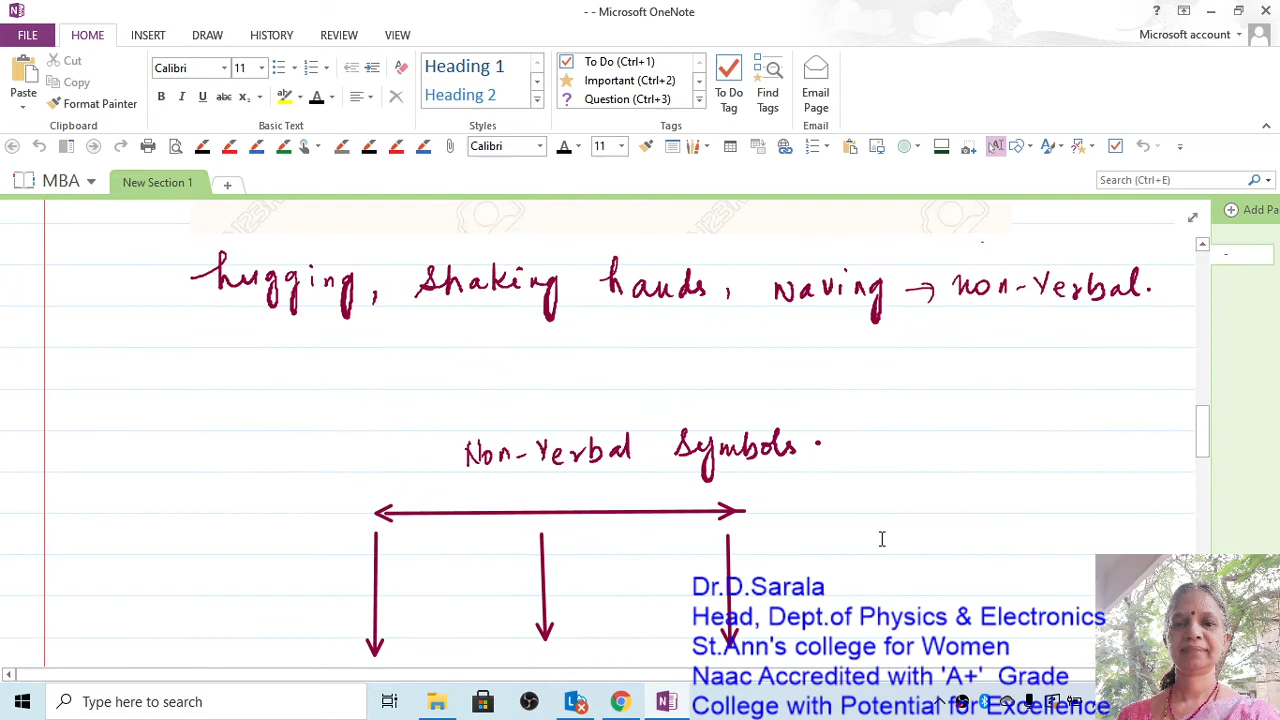 - - Microsoft OneNote
FILE HOME INSERT DRAW HISTORY REVIEW VIEW
Microsoft account
Paste
Cut
Copy
Format Painter
Clipboard
Calibri 11
B I U abc x₂ A
Basic Text
Heading 1
Heading 2
Styles
To Do (Ctrl+1)
Important (Ctrl+2)
Question (Ctrl+3)
Tags
To Do
Tag
Find
Tags
Email
Page
Email
Calibri A 11
MBA New Section 1
Search (Ctrl+E)
Add Pa
hugging, shaking hands, waving → non-verbal.
Non-Verbal Symbols.
Dr.D.Sarala
Head, Dept.of Physics & Electronics
St.Ann's college for Women
Naac Accredited with 'A+' Grade
College with Potential for Excellence
Type here to search